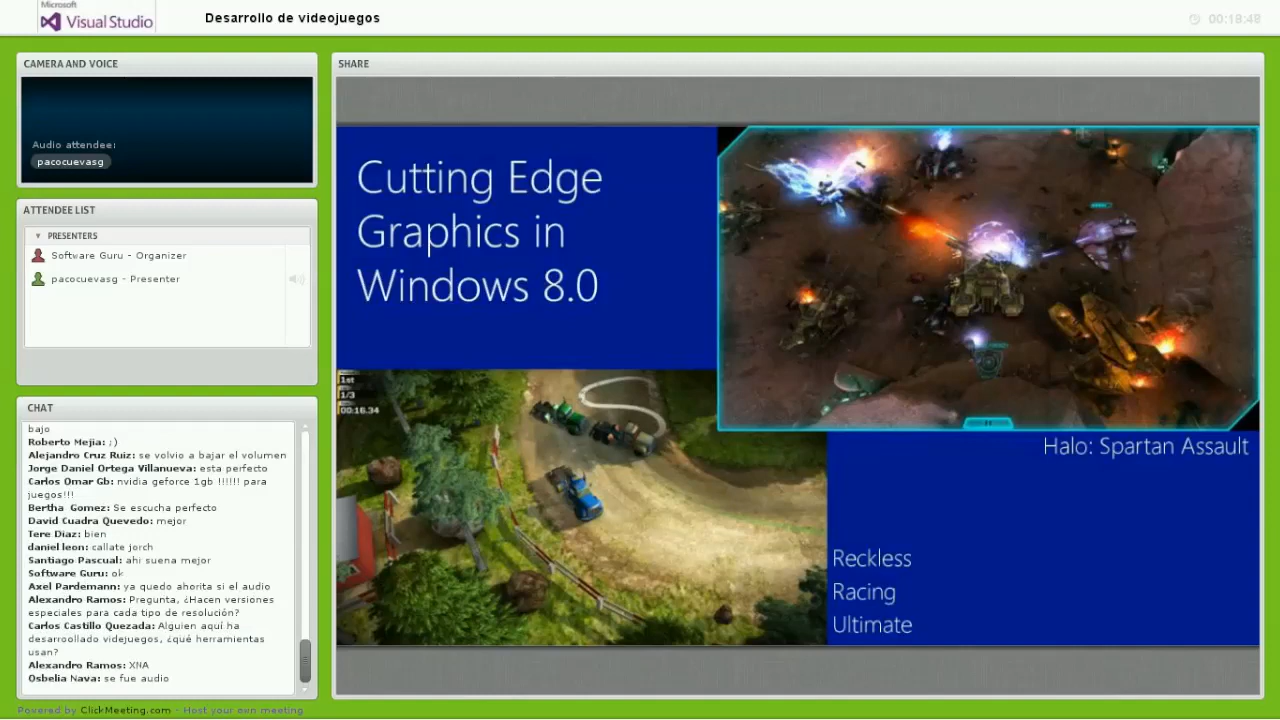 Microsoft
Visual Studio
Desarrollo de videojuegos
00:18:48
CAMERA AND VOICE
Audio attendee:
pacocuevasg
ATTENDEE LIST
PRESENTERS
Software Guru - Organizer
pacocuevasg - Presenter
CHAT
bajo
Roberto Mejia: ;)
Alejandro Cruz Ruiz: se volvio a bajar el volumen
Jorge Daniel Ortega Villanueva: esta perfecto
Carlos Omar Gb: nvidia geforce 1gb !!!!!! para
juegos!!!
Bertha Gomez: Se escucha perfecto
David Cuadra Quevedo: mejor
Tere Diaz: bien
daniel leon: callate jorch
Santiago Pascual: ahi suena mejor
Software Guru: ok
Axel Pardemann: ya quedo ahorita si el audio
Alexandro Ramos: Pregunta, ¿Hacen versiones
especiales para cada tipo de resolución?
Carlos Castillo Quezada: Alguien aquí ha
desarroollado videjuegos, ¿qué herramientas
usan?
Alexandro Ramos: XNA
Osbelia Nava: se fue audio
Powered by ClickMeeting.com - Host your own meeting
SHARE
Cutting Edge
Graphics in
Windows 8.0
1st
1/3
00:16.34
Halo: Spartan Assault
Reckless
Racing
Ultimate